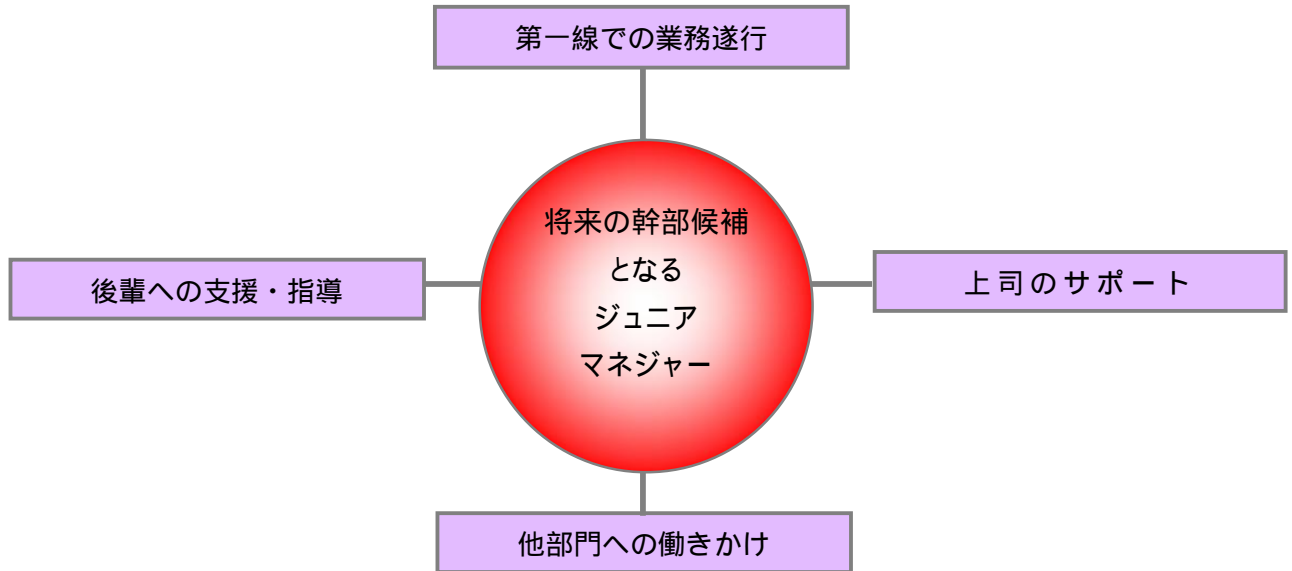 第一線での業務遂行
将来の幹部候補
となる
ジュニア
マネジャー
後輩への支援・指導
上司のサポート
他部門への働きかけ